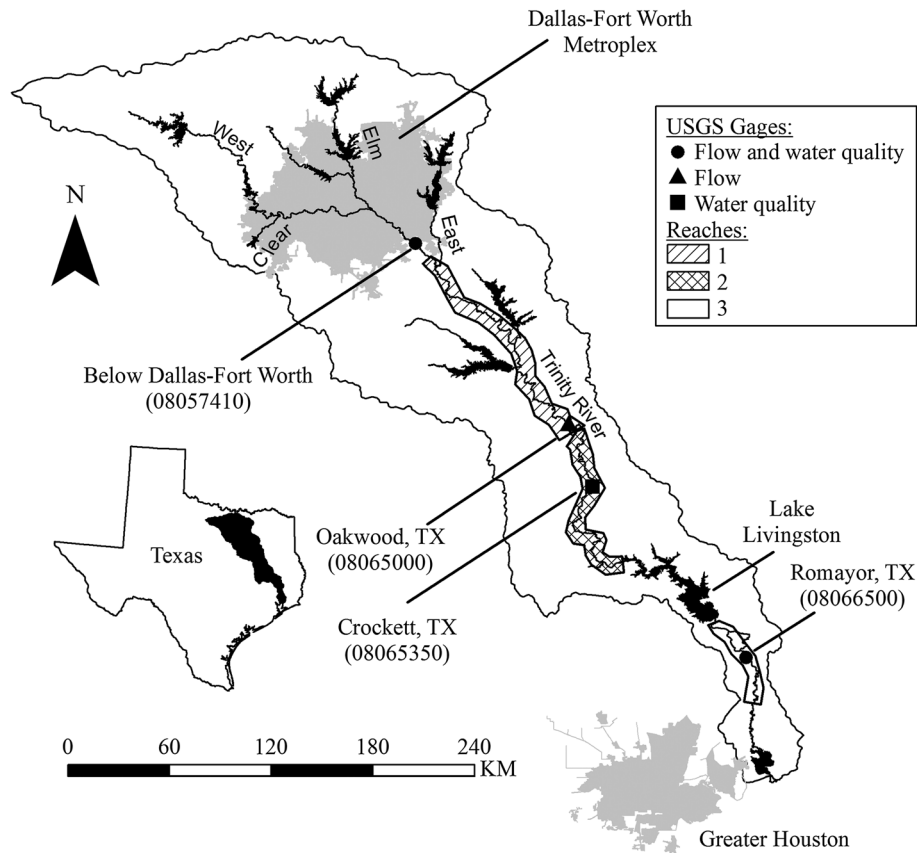 Dallas-Fort Worth
Metroplex
USGS Gages:
Flow and water quality
Flow
Water quality
Reaches:
1
2
3
N
West
Elm
Clear
East
Trinity River
Below Dallas-Fort Worth
(08057410)
Oakwood, TX
(08065000)
Crockett, TX
(08065350)
Texas
Lake
Livingston
Romayor, TX
(08066500)
0 60 120 180 240
KM
Greater Houston